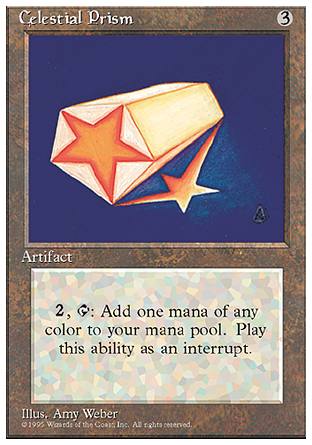 Celestial Prism 3
Artifact
2, : Add one mana of any
color to your mana pool. Play
this ability as an interrupt.
Illus. Amy Weber
©1995 Wizards of the Coast, Inc. All rights reserved.